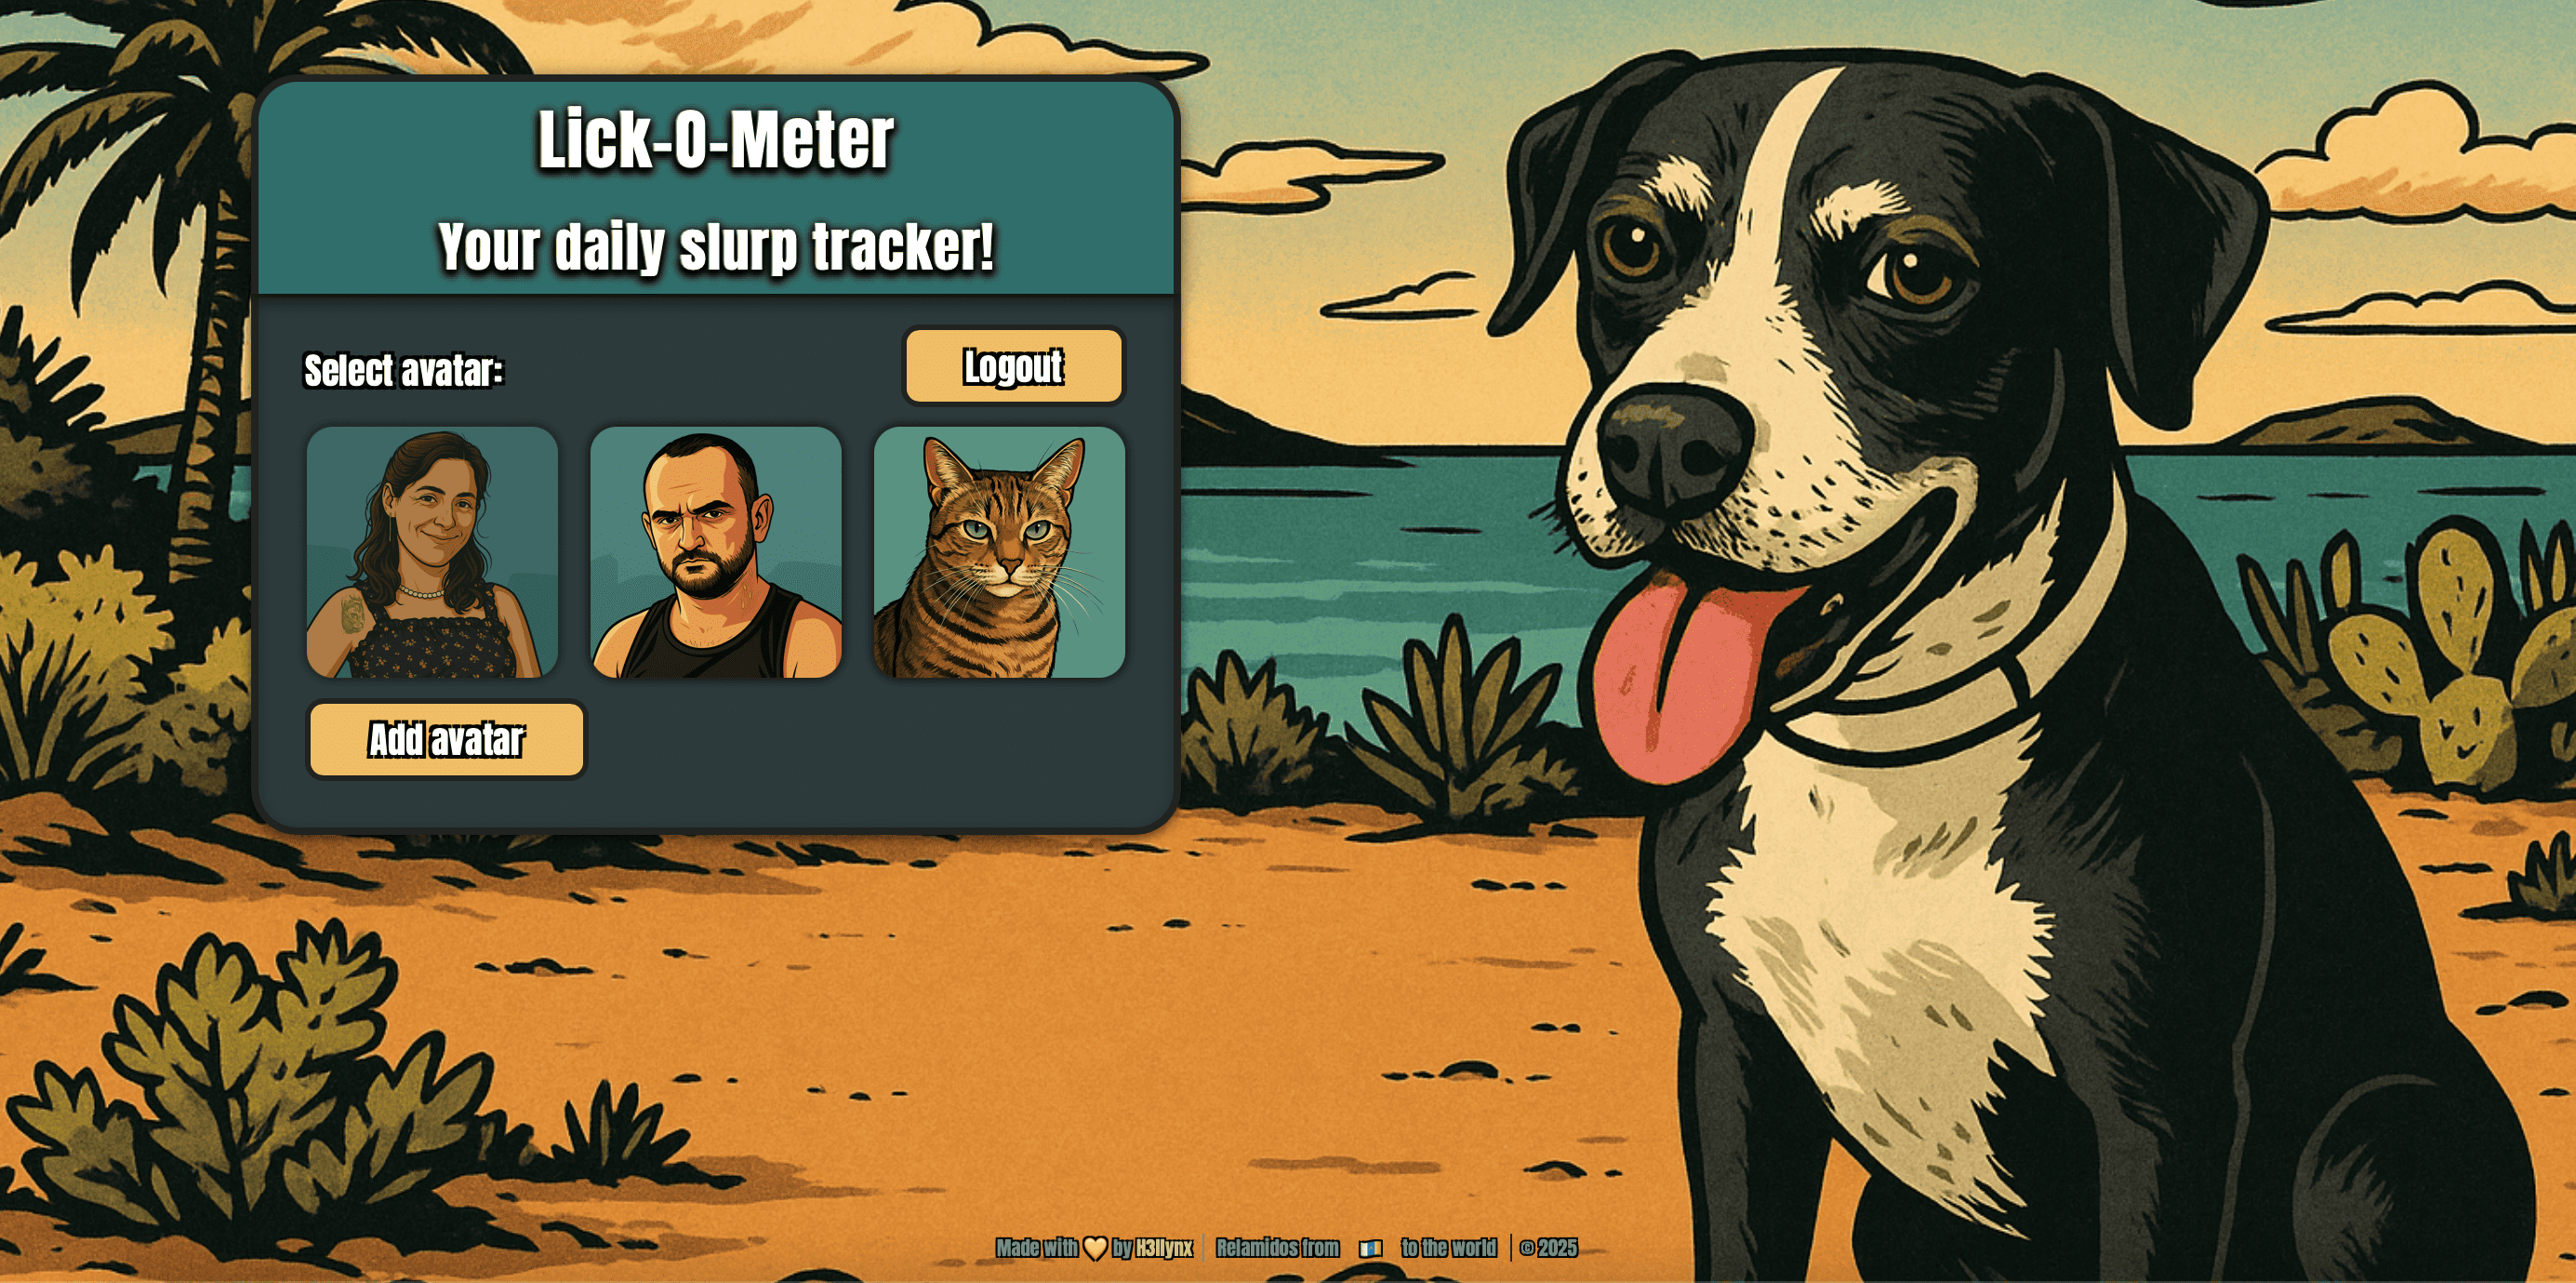 Lick-O-Meter
Your daily slurp tracker!
Select avatar:
Logout
Add avatar
Made with 💛 by H3llynx | Relamidos from 🇮🇨 to the world | © 2025